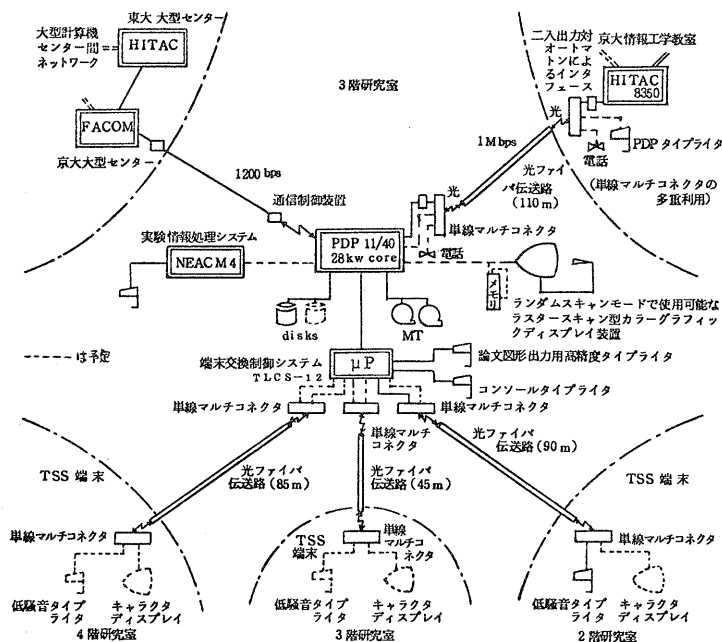 東大 大型センター
大型計算機
センター間
ネットワーク
HITAC
FACOM
京大大型センター
3階研究室
二入出力対
オートマ
トンによ
るインタ
フェース
京大情報工学教室
HITAC
8350
光
PDPタイプライタ
電話
(単線マルチコネクタの
多重利用)
1Mbps
光ファイ
バ伝送路
(110m)
1200 bps
通信制御装置
光
単線マルチコネクタ
電話
実験情報処理システム
NEAC M4
PDP 11/40
28kw core
メモリ
ランダムスキャンモードで使用可能な
ラスタースキャン型カラーグラフィッ
クディスプレイ装置
disks
MT
-----は予定
端末交換制御システム
TLCS-12
μP
論文図形出力用高精度タイプライタ
コンソールタイプライタ
単線マルチコネクタ
単線マルチ
コネクタ
単線マルチコネクタ
光ファイバ
伝送路(85m)
光ファイバ
伝送路(45m)
光ファイバ
伝送路(90m)
TSS 端末
単線マルチコネクタ
低騒音タイプ
ライタ
キャラクタ
ディスプレイ
4階研究室
TSS
端末
単線
マルチコ
ネクタ
低騒音タイプ
ライタ
キャラクタ
ディスプレイ
3階研究室
TSS 端末
単線マルチコネクタ
低騒音タイプ
ライタ
キャラクタ
ディスプレイ
2階研究室